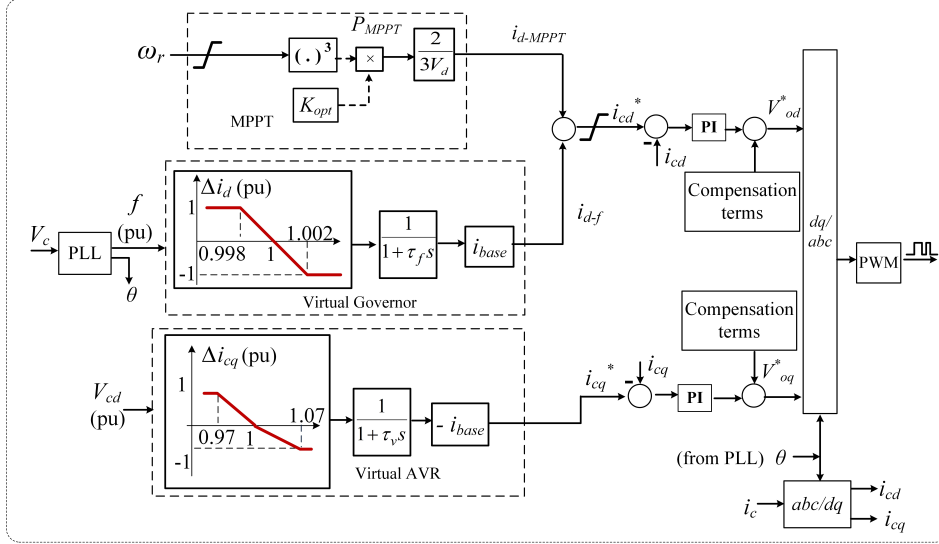 ω_r
( . )³
×
P_MPPT
2
3V_d
K_opt
MPPT
i_d-MPPT
i_cd*
- i_cd
PI
V*_od
Compensation
terms
dq/
abc
PWM
V_c
PLL
f
(pu)
θ
Δi_d (pu)
1
0.998
1
1.002
-1
1
1+τ_f s
i_base
Virtual Governor
i_d-f
V_cd
(pu)
Δi_cq (pu)
1
0.97
1
1.07
-1
1
1+τ_v s
- i_base
Virtual AVR
i_cq*
- i_cq
PI
Compensation
terms
V*_oq
(from PLL) θ
i_c
abc/dq
i_cd
i_cq